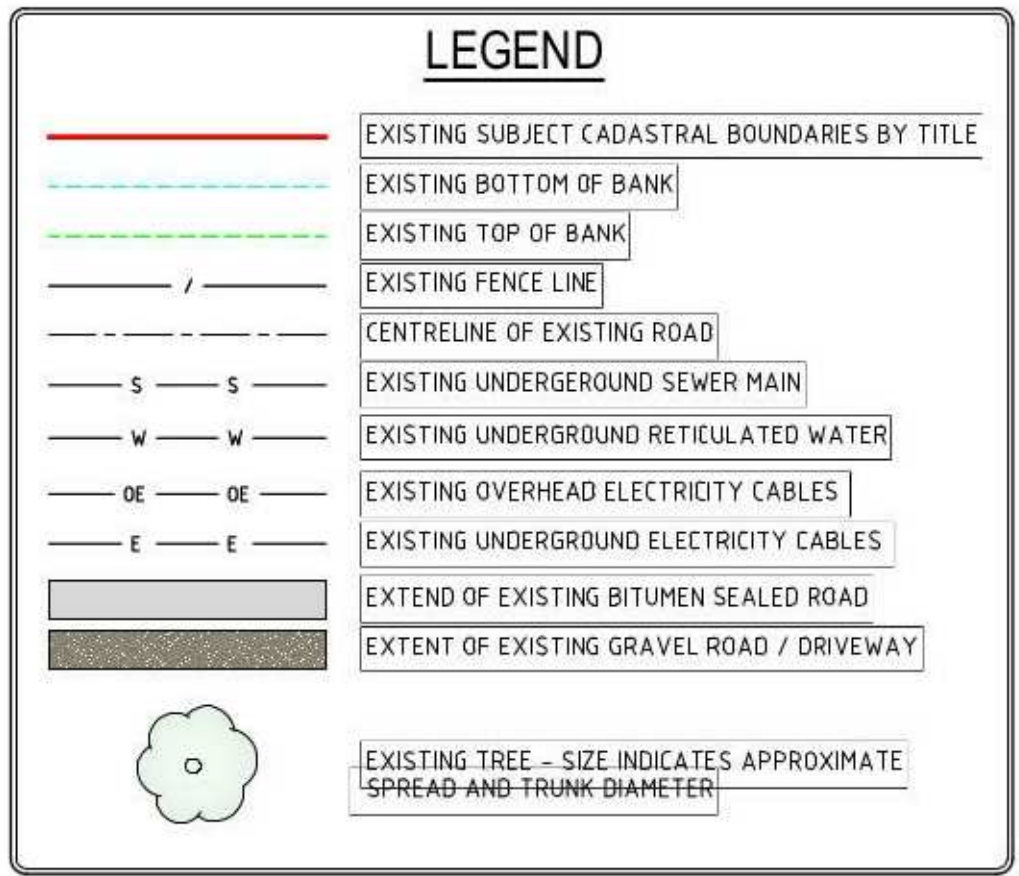 LEGEND
EXISTING SUBJECT CADASTRAL BOUNDARIES BY TITLE
EXISTING BOTTOM OF BANK
EXISTING TOP OF BANK
/ EXISTING FENCE LINE
CENTRELINE OF EXISTING ROAD
S S EXISTING UNDERGEROUND SEWER MAIN
W W EXISTING UNDERGROUND RETICULATED WATER
OE OE EXISTING OVERHEAD ELECTRICITY CABLES
E E EXISTING UNDERGROUND ELECTRICITY CABLES
EXTEND OF EXISTING BITUMEN SEALED ROAD
EXTENT OF EXISTING GRAVEL ROAD / DRIVEWAY
EXISTING TREE - SIZE INDICATES APPROXIMATE
SPREAD AND TRUNK DIAMETER